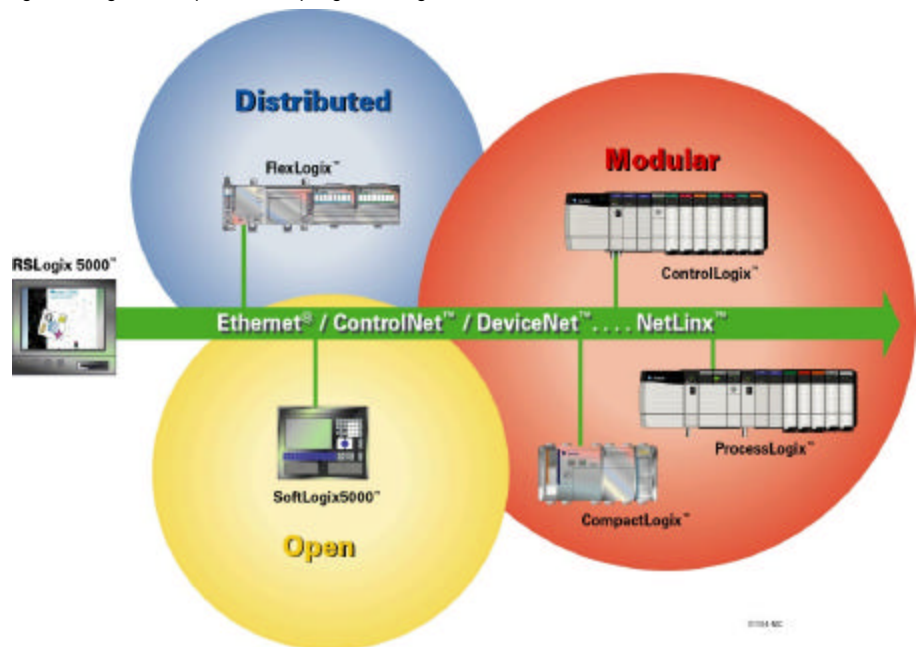 Distributed
FlexLogix™
Modular
ControlLogix™
RSLogix 5000™
Ethernet® / ControlNet™ / DeviceNet™.... NetLinx™
ProcessLogix™
SoftLogix5000™
CompactLogix™
Open